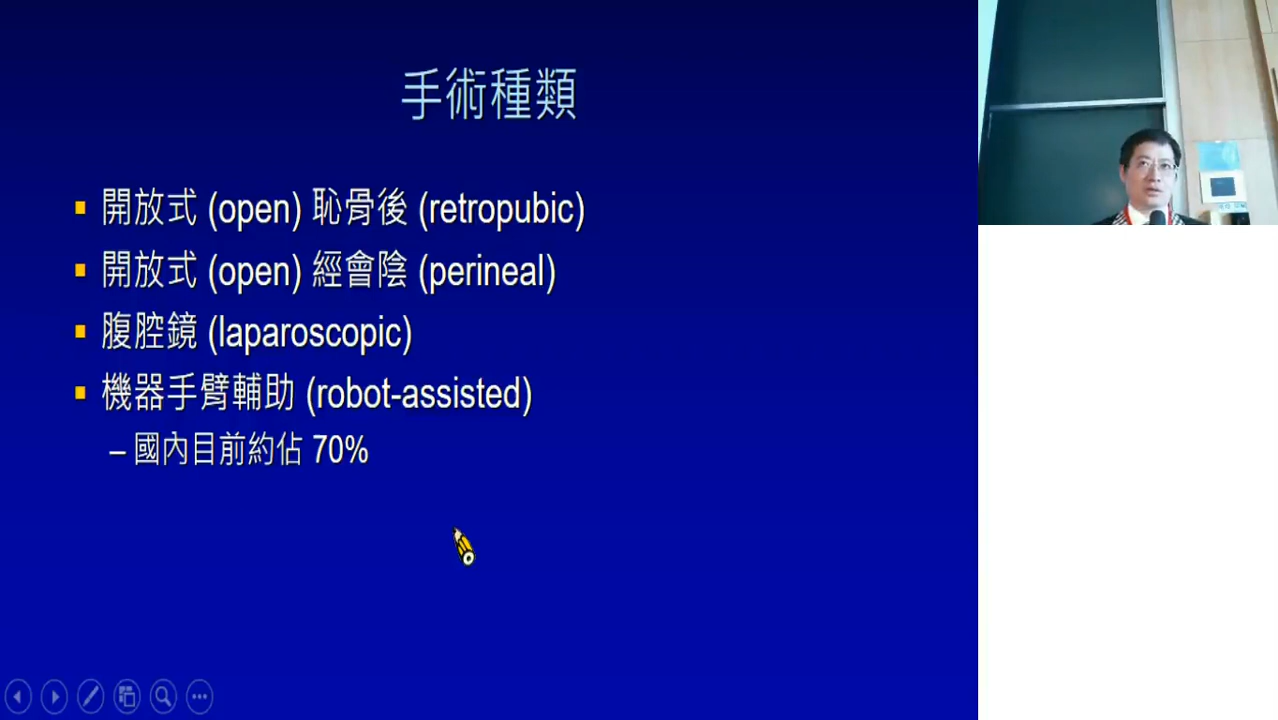 手術種類
開放式 (open) 恥骨後 (retropubic)
開放式 (open) 經會陰 (perineal)
腹腔鏡 (laparoscopic)
機器手臂輔助 (robot-assisted)
– 國內目前約佔 70%